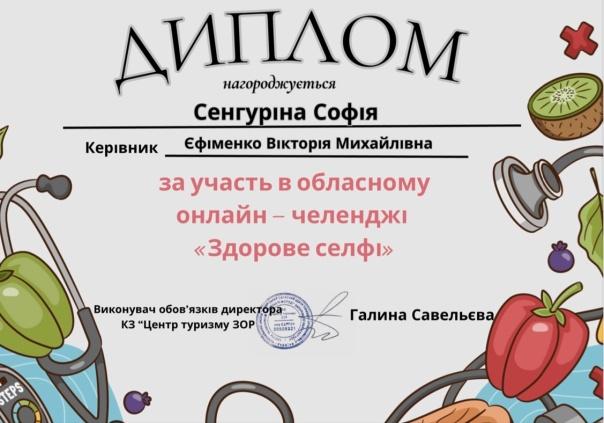 ДИПЛОМ
нагороджується
Сенгуріна Софія
Керівник Єфіменко Вікторія Михайлівна
за участь в обласному
онлайн – челенджі
«Здорове селфі»
Виконувач обов'язків директора
КЗ "Центр туризму ЗОР
Галина Савельєва
STEPS